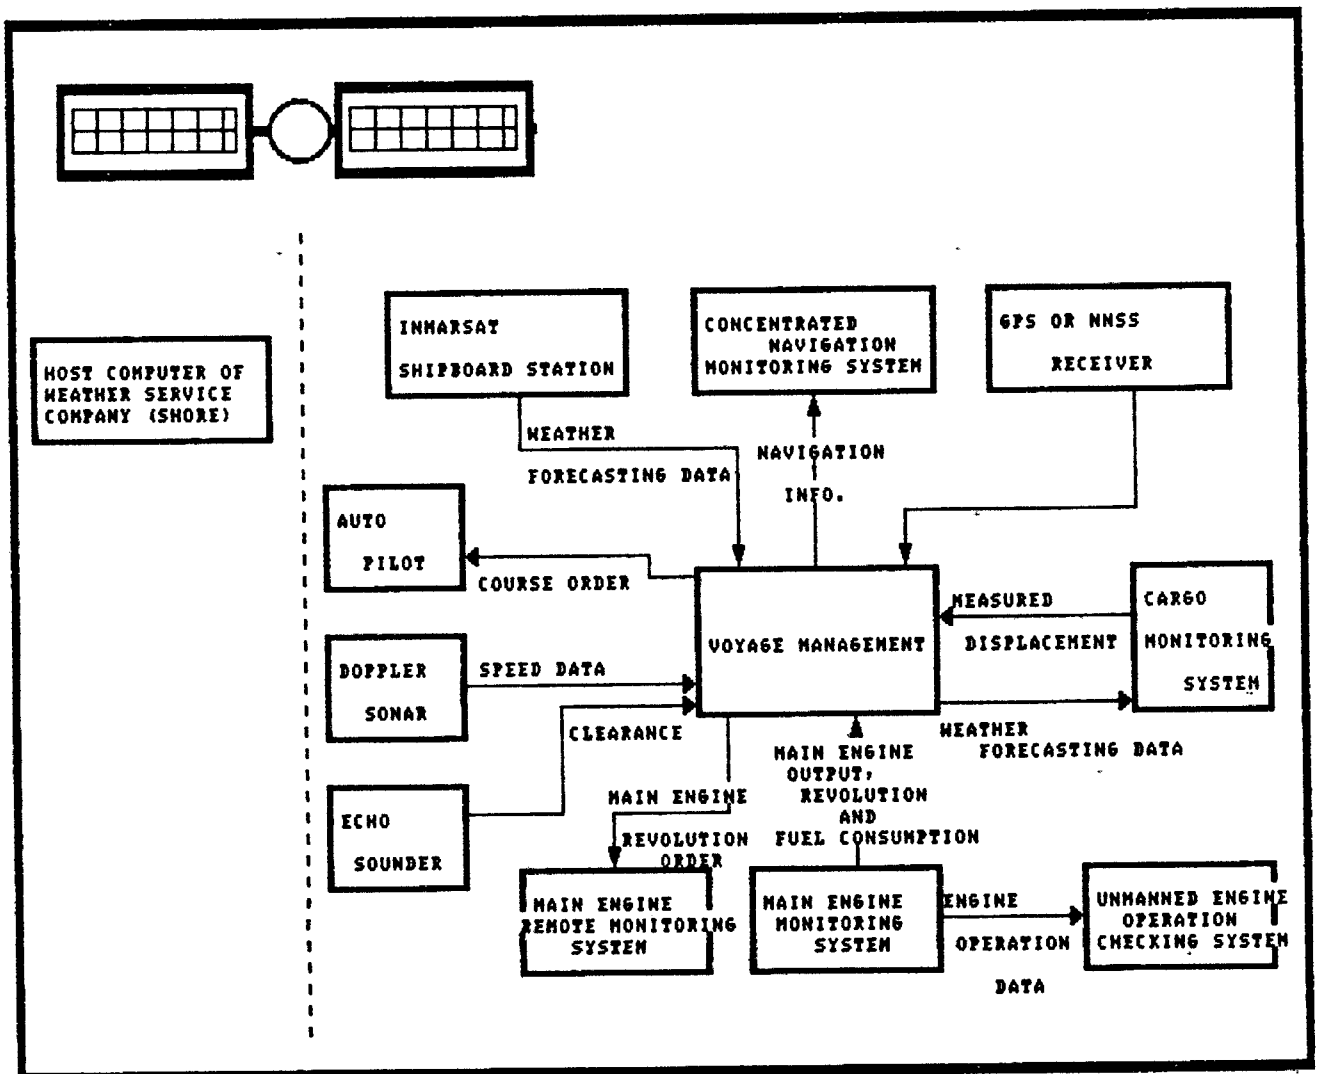 INMARSAT
SHIPBOARD STATION
CONCENTRATED
NAVIGATION
MONITORING SYSTEM
GPS OR NNSS
RECEIVER
HOST COMPUTER OF
WEATHER SERVICE
COMPANY (SHORE)
WEATHER
FORECASTING DATA
NAVIGATION
INFO.
AUTO
PILOT
COURSE ORDER
VOYAGE MANAGEMENT
MEASURED
DISPLACEMENT
CARGO
MONITORING
SYSTEM
DOPPLER
SONAR
SPEED DATA
CLEARANCE
WEATHER
FORECASTING DATA
MAIN ENGINE
OUTPUT,
REVOLUTION
AND
FUEL CONSUMPTION
MAIN ENGINE
REVOLUTION
ORDER
ECHO
SOUNDER
MAIN ENGINE
REMOTE MONITORING
SYSTEM
MAIN ENGINE
MONITORING
SYSTEM
ENGINE
OPERATION
DATA
UNMANNED ENGINE
OPERATION
CHECKING SYSTEM